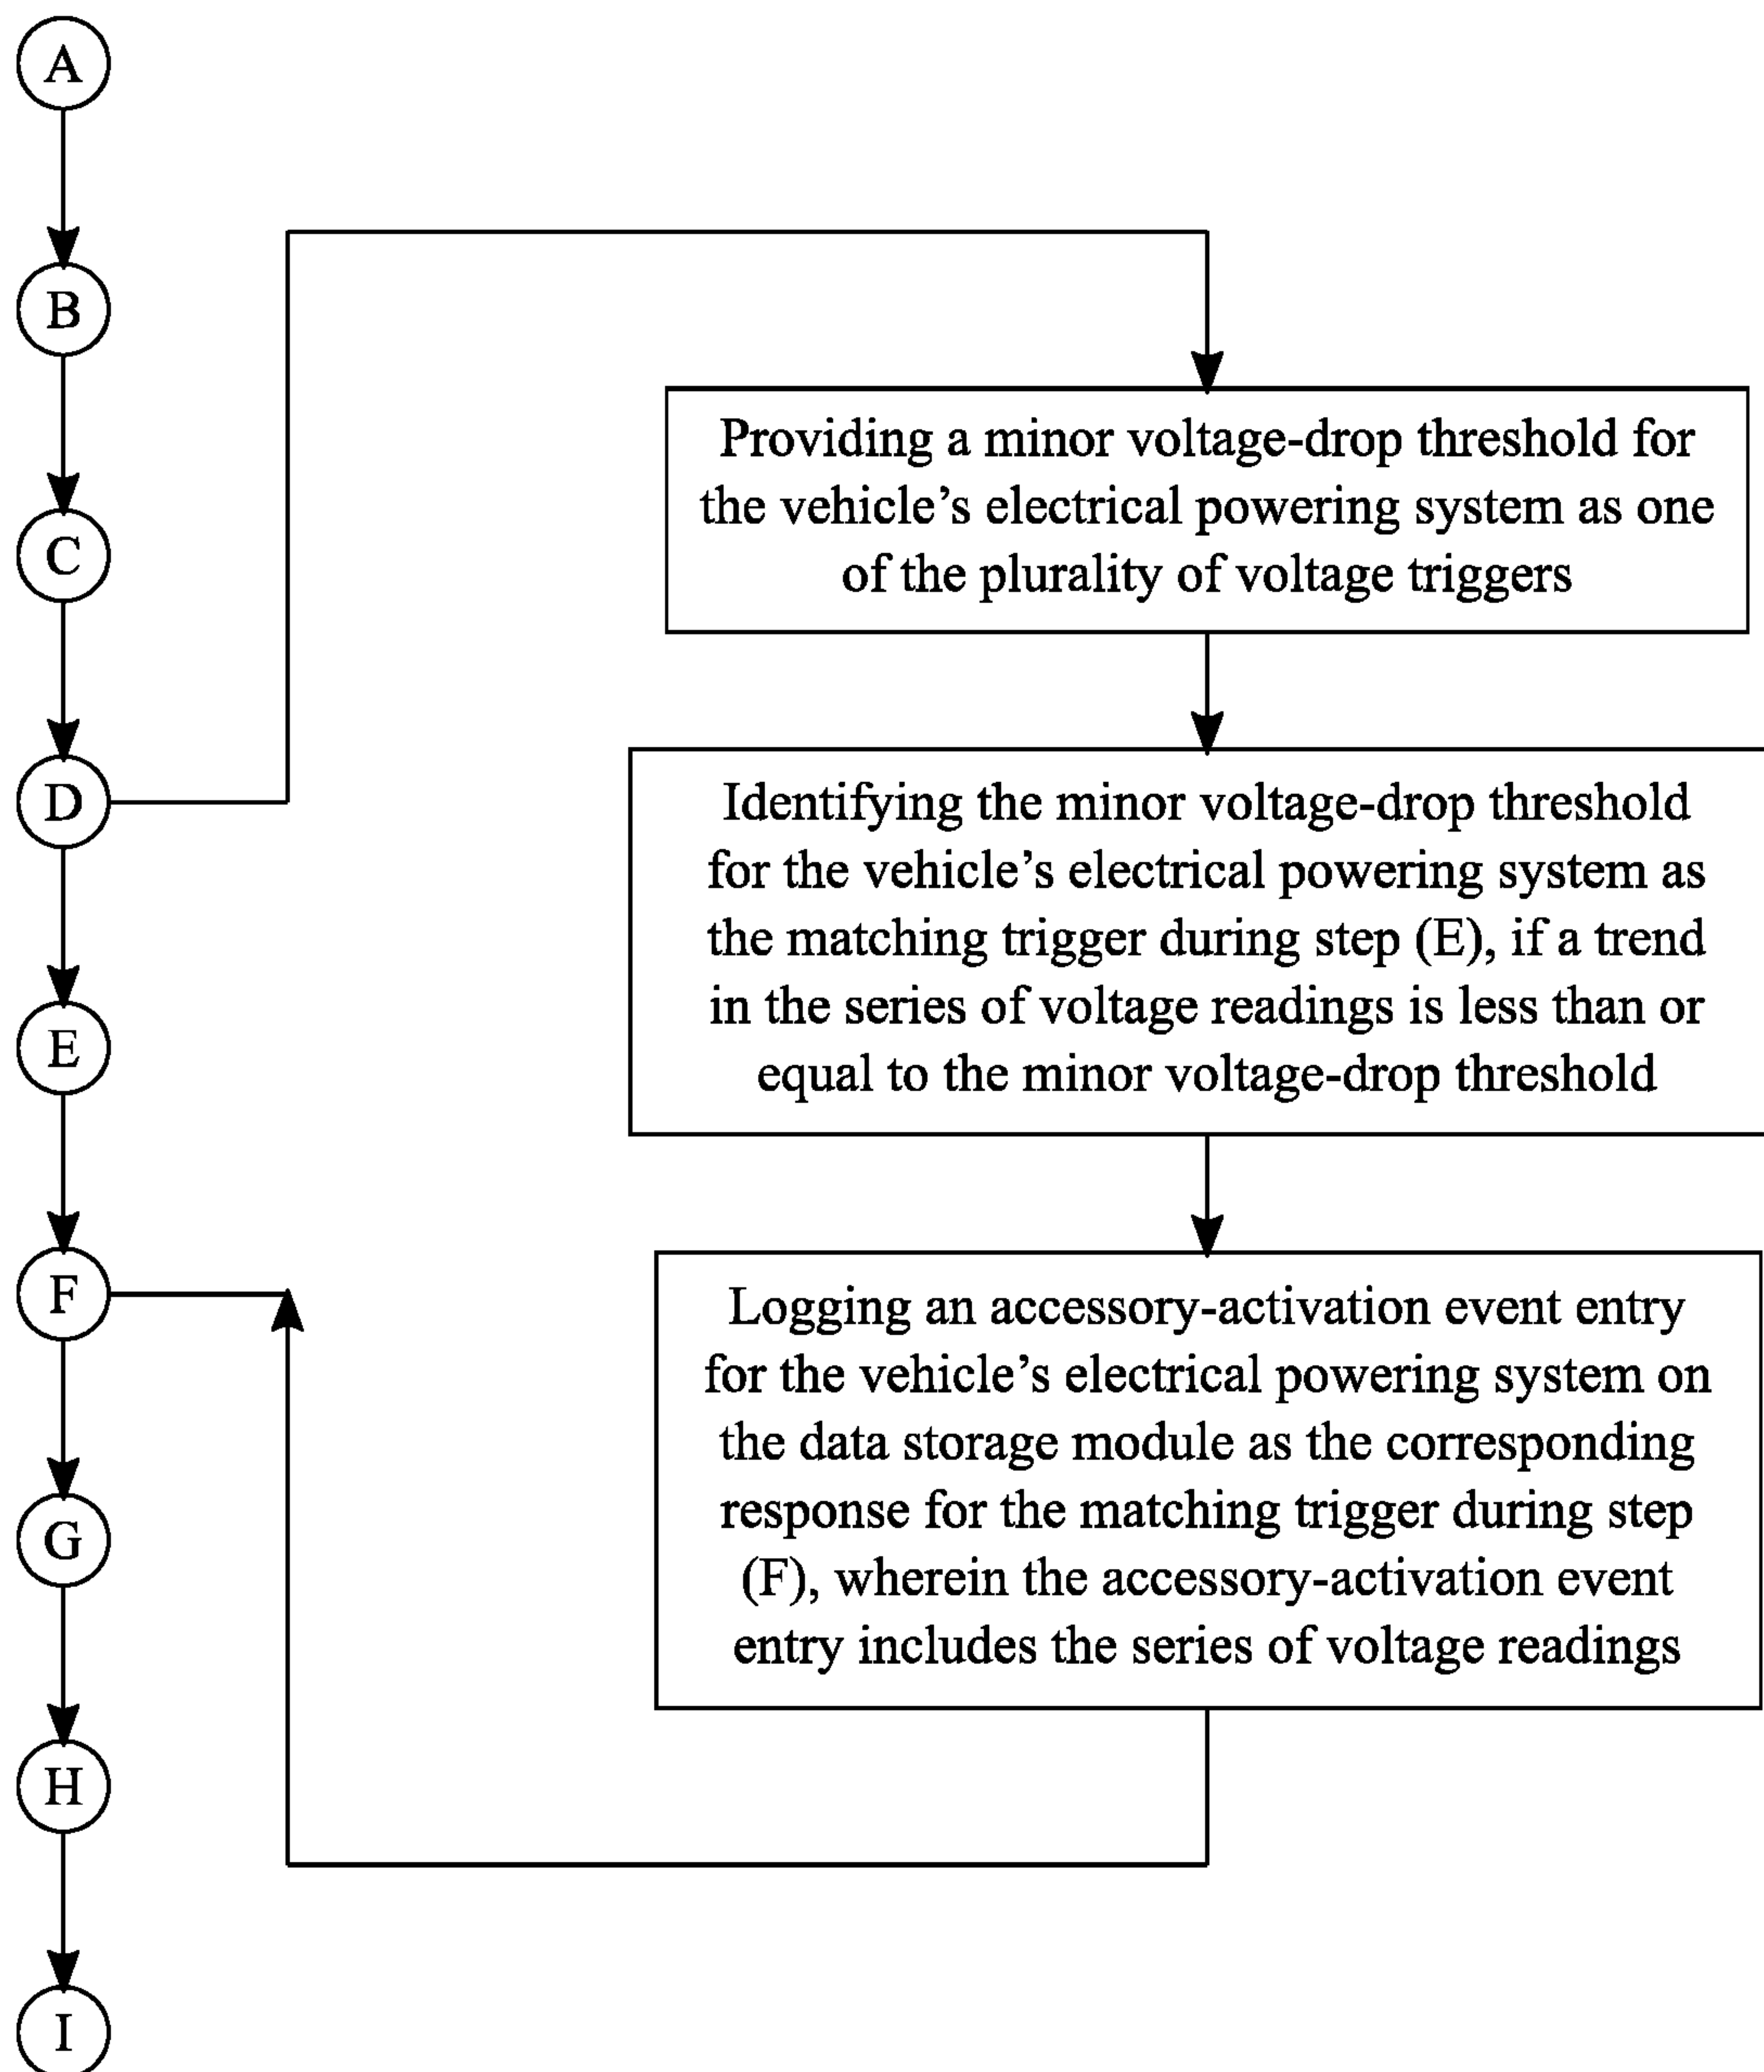 A
B
C
D
E
F
G
H
I
Providing a minor voltage-drop threshold for
the vehicle’s electrical powering system as one
of the plurality of voltage triggers
Identifying the minor voltage-drop threshold
for the vehicle’s electrical powering system as
the matching trigger during step (E), if a trend
in the series of voltage readings is less than or
equal to the minor voltage-drop threshold
Logging an accessory-activation event entry
for the vehicle’s electrical powering system on
the data storage module as the corresponding
response for the matching trigger during step
(F), wherein the accessory-activation event
entry includes the series of voltage readings